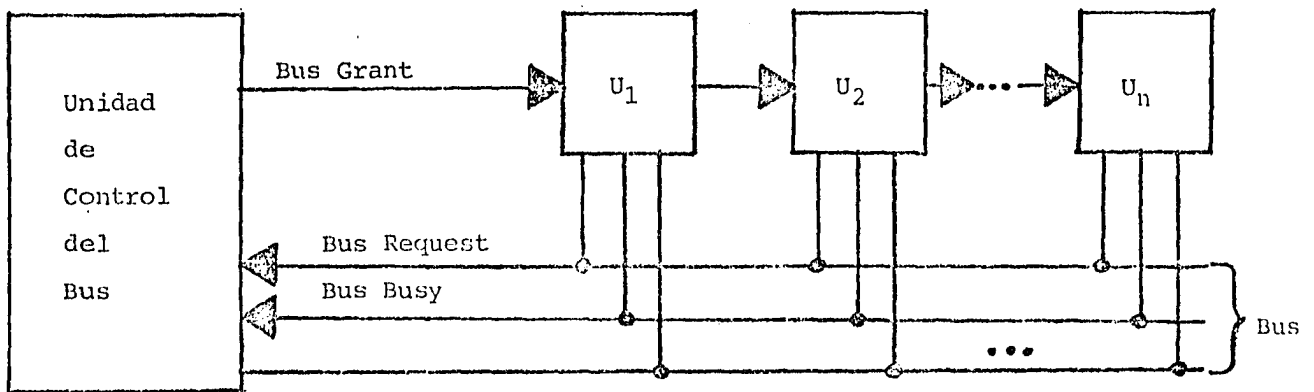 Unidad
de
Control
del
Bus
Bus Grant
U1
U2
...
Un
Bus Request
Bus Busy
...
Bus